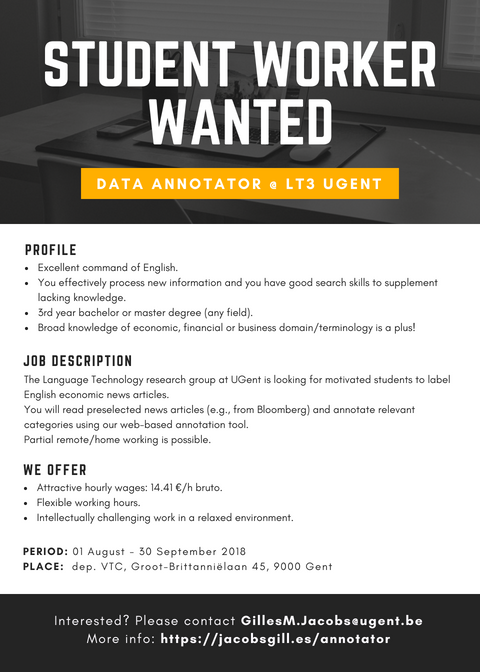 STUDENT WORKER
WANTED
DATA ANNOTATOR @ LT3 UGENT
PROFILE
• Excellent command of English.
• You effectively process new information and you have good search skills to supplement
lacking knowledge.
• 3rd year bachelor or master degree (any field).
• Broad knowledge of economic, financial or business domain/terminology is a plus!
JOB DESCRIPTION
The Language Technology research group at UGent is looking for motivated students to label
English economic news articles.
You will read preselected news articles (e.g., from Bloomberg) and annotate relevant
categories using our web-based annotation tool.
Partial remote/home working is possible.
WE OFFER
• Attractive hourly wages: 14.41 €/h bruto.
• Flexible working hours.
• Intellectually challenging work in a relaxed environment.
PERIOD: 01 August - 30 September 2018
PLACE: dep. VTC, Groot-Brittanniëlaan 45, 9000 Gent
Interested? Please contact GillesM.Jacobs@ugent.be
More info: https://jacobsgill.es/annotator